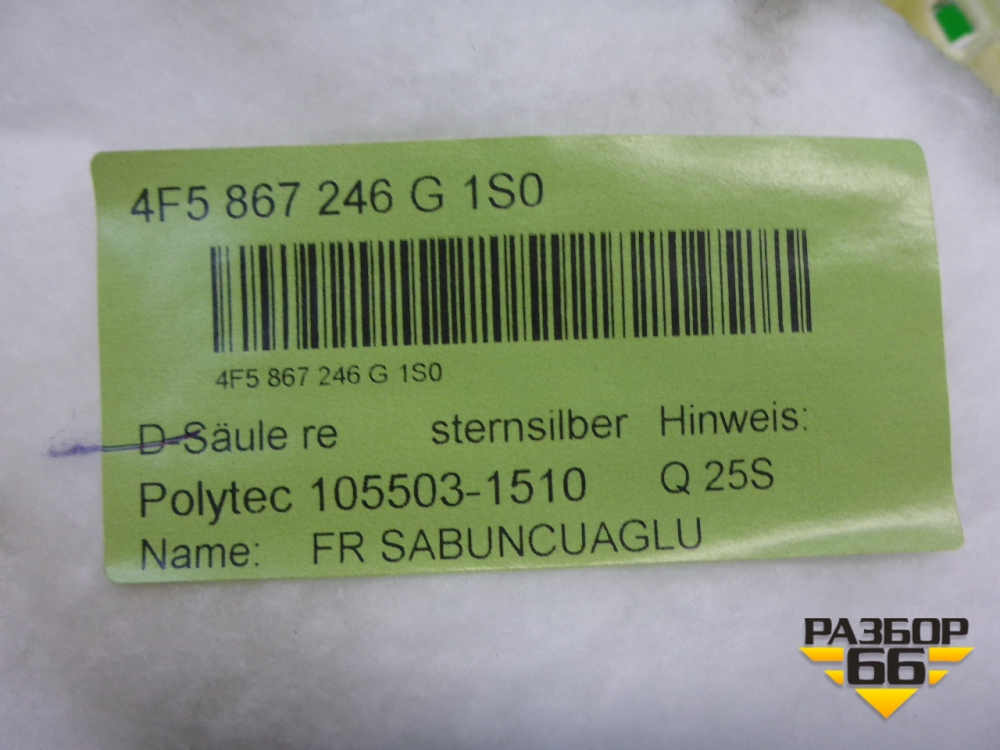 4F5 867 246 G 1S0
4F5 867 246 G 1S0
D-Säule re sternsilber Hinweis:
Polytec 105503-1510 Q 25S
Name: FR SABUNCUAGLU
РАЗБОР
66